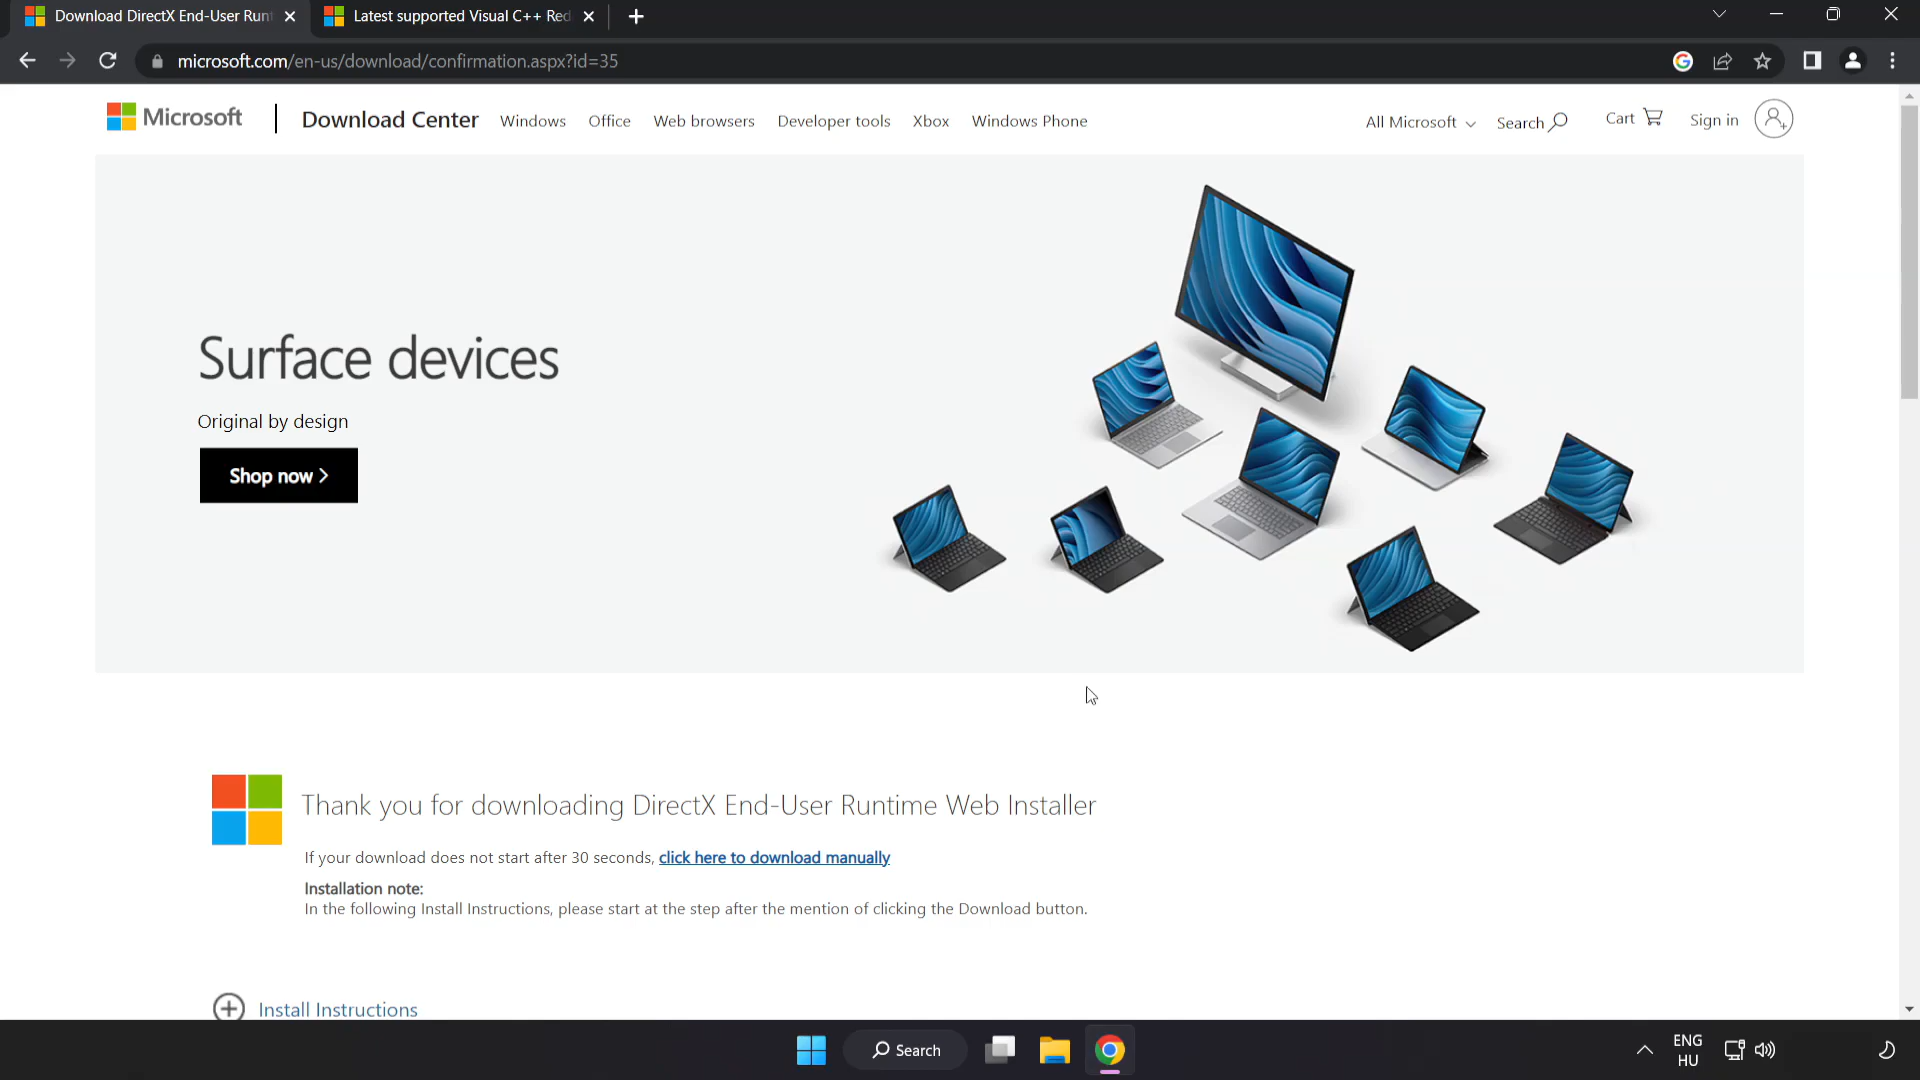 Download DirectX End-User Runt
Latest supported Visual C++ Red
microsoft.com/en-us/download/confirmation.aspx?id=35
Microsoft
Download Center
Windows
Office
Web browsers
Developer tools
Xbox
Windows Phone
All Microsoft
Search
Cart
Sign in
Surface devices
Original by design
Shop now >
Thank you for downloading DirectX End-User Runtime Web Installer
If your download does not start after 30 seconds, click here to download manually
Installation note:
In the following Install Instructions, please start at the step after the mention of clicking the Download button.
Install Instructions
Search
ENG
HU